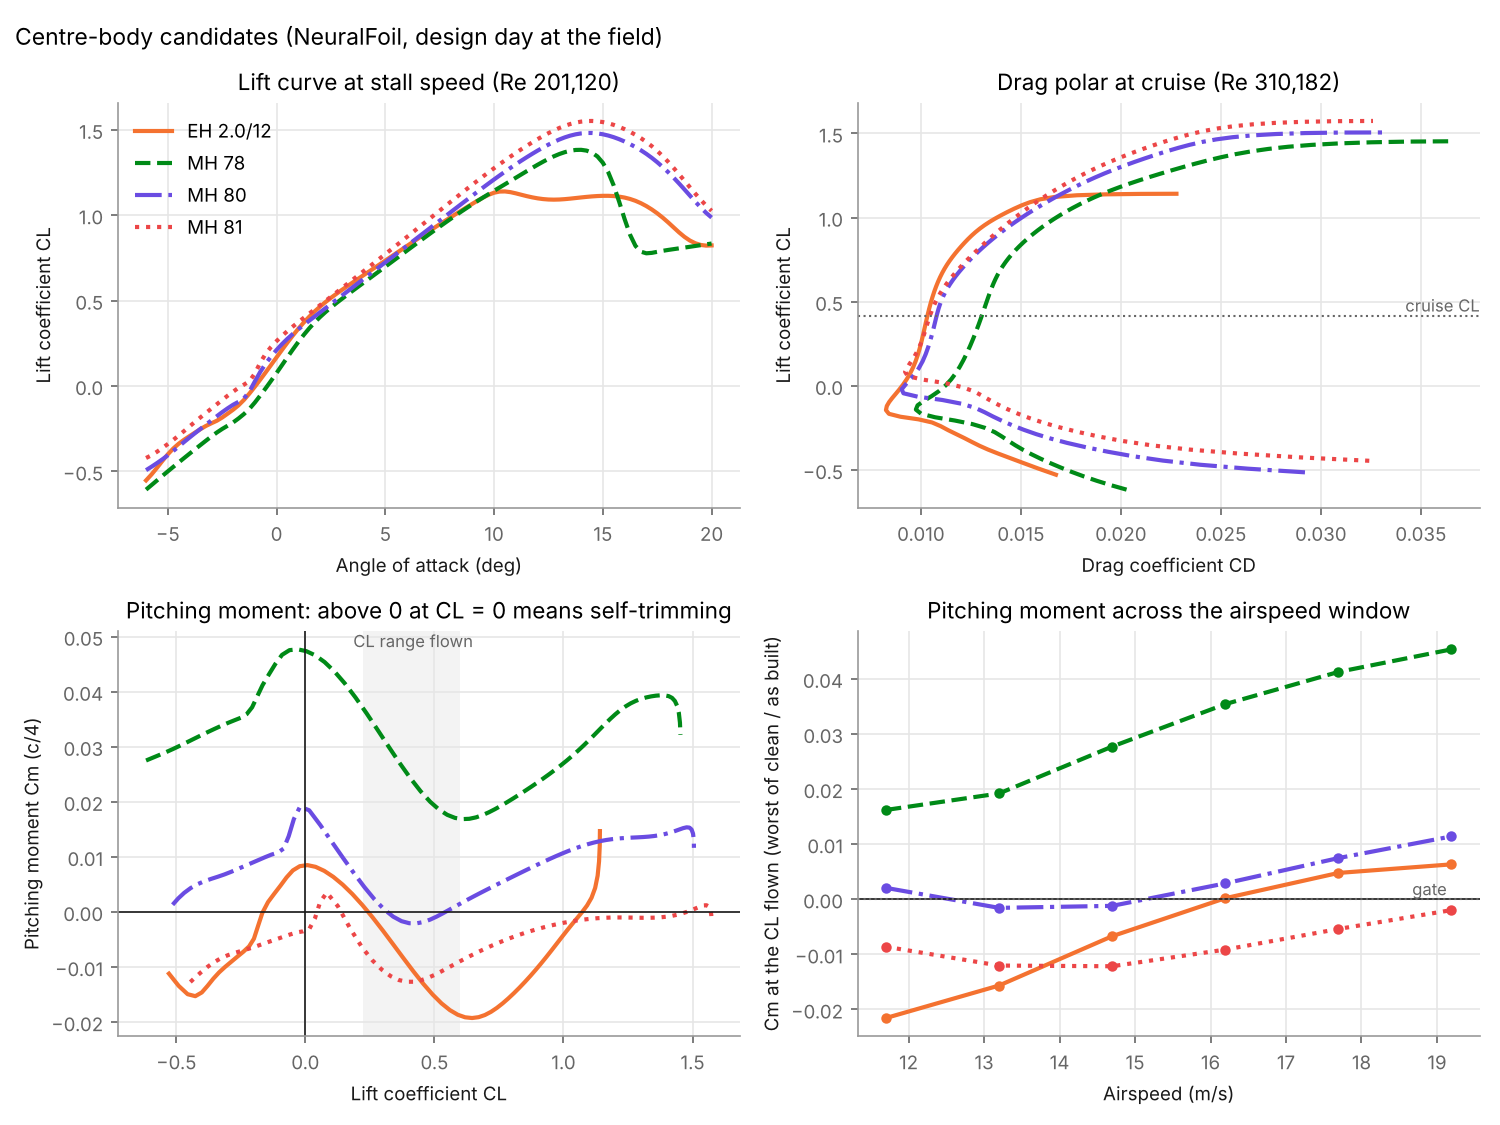 Centre-body candidates (NeuralFoil, design day at the field)
Lift curve at stall speed (Re 201,120)
Lift coefficient CL
1.5
1.0
0.5
0.0
−0.5
EH 2.0/12
MH 78
MH 80
MH 81
−5
0
5
10
15
20
Angle of attack (deg)
Drag polar at cruise (Re 310,182)
Lift coefficient CL
1.5
1.0
0.5
0.0
−0.5
cruise CL
0.010
0.015
0.020
0.025
0.030
0.035
Drag coefficient CD
Pitching moment: above 0 at CL = 0 means self-trimming
Pitching moment Cm (c/4)
0.05
0.04
0.03
0.02
0.01
0.00
−0.01
−0.02
CL range flown
−0.5
0.0
0.5
1.0
1.5
Lift coefficient CL
Pitching moment across the airspeed window
Cm at the CL flown (worst of clean / as built)
0.04
0.03
0.02
0.01
0.00
−0.01
−0.02
gate
12
13
14
15
16
17
18
19
Airspeed (m/s)